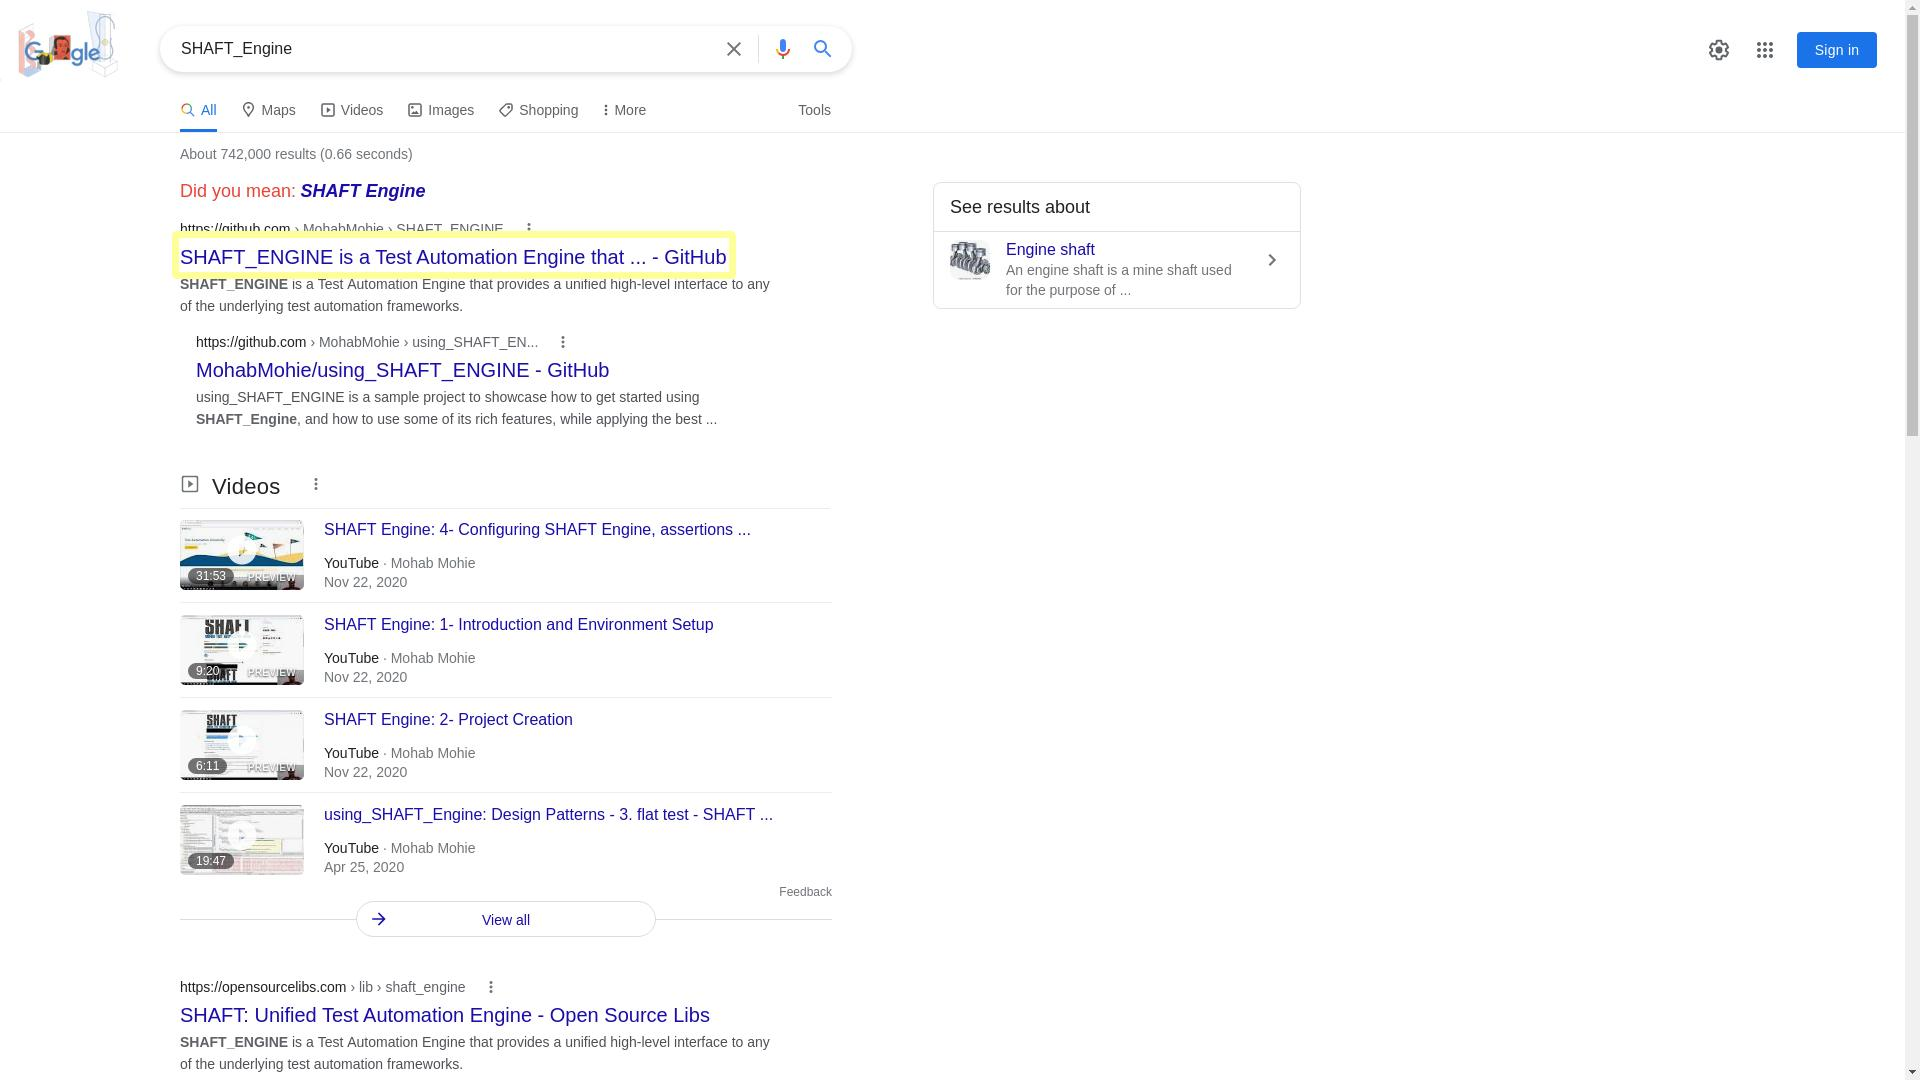 Google
SHAFT_Engine
Sign in
All
Maps
Videos
Images
Shopping
More
Tools
About 742,000 results (0.66 seconds)
Did you mean: SHAFT Engine
https://github.com › MohabMohie › SHAFT_ENGINE
SHAFT_ENGINE is a Test Automation Engine that ... - GitHub
SHAFT_ENGINE is a Test Automation Engine that provides a unified high-level interface to any
of the underlying test automation frameworks.
https://github.com › MohabMohie › using_SHAFT_EN...
MohabMohie/using_SHAFT_ENGINE - GitHub
using_SHAFT_ENGINE is a sample project to showcase how to get started using
SHAFT_Engine, and how to use some of its rich features, while applying the best ...
See results about
Engine shaft
An engine shaft is a mine shaft used
for the purpose of ...
Videos
SHAFT Engine: 4- Configuring SHAFT Engine, assertions ...
31:53
PREVIEW
YouTube · Mohab Mohie
Nov 22, 2020
SHAFT Engine: 1- Introduction and Environment Setup
SHAFT
9:20
PREVIEW
YouTube · Mohab Mohie
Nov 22, 2020
SHAFT Engine: 2- Project Creation
SHAFT
6:11
PREVIEW
YouTube · Mohab Mohie
Nov 22, 2020
using_SHAFT_Engine: Design Patterns - 3. flat test - SHAFT ...
19:47
YouTube · Mohab Mohie
Apr 25, 2020
Feedback
View all
https://opensourcelibs.com › lib › shaft_engine
SHAFT: Unified Test Automation Engine - Open Source Libs
SHAFT_ENGINE is a Test Automation Engine that provides a unified high-level interface to any
of the underlying test automation frameworks.